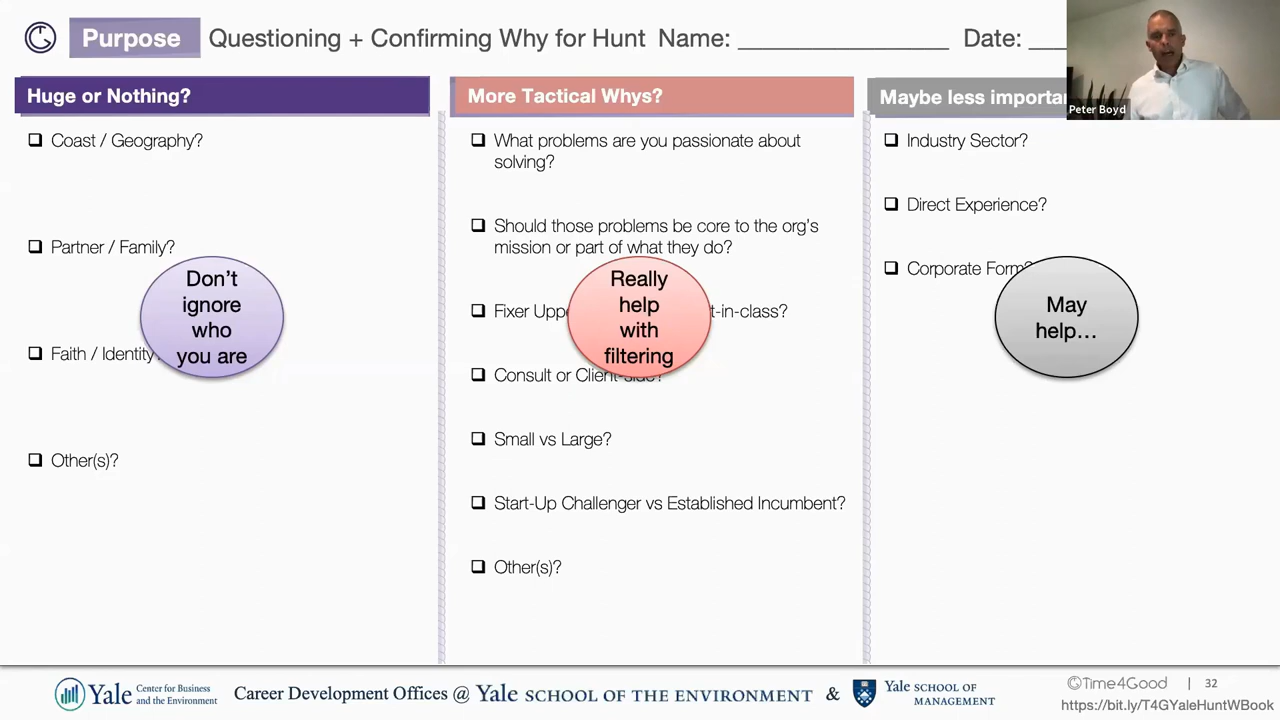 Purpose
Questioning + Confirming Why for Hunt Name: ____________________ Date: ____
Peter Boyd
Huge or Nothing?
Coast / Geography?
Partner / Family?
Faith / Identity
Other(s)?
Don't
ignore
who
you are
More Tactical Whys?
What problems are you passionate about
solving?
Should those problems be core to the org's
mission or part of what they do?
Fixer t-in-class?
Consult or Client-side?
Small vs Large?
Start-Up Challenger vs Established Incumbent?
Other(s)?
Really
help
with
filtering
Maybe less
Industry Sector?
Direct Experience?
Corporate Form?
May
help...
Yale Center for Business
and the Environment
Career Development Offices @ Yale SCHOOL OF THE ENVIRONMENT &
Yale SCHOOL OF
MANAGEMENT
©Time4Good | 32
https://bit.ly/T4GYaleHuntWBook